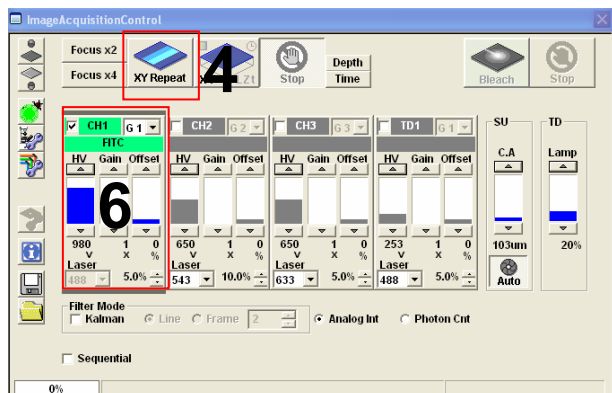 ImageAcquisitionControl
Focus x2
Focus x4
XY Repeat
4
LZt
Stop
Depth
Time
Bleach
Stop
CH1 G 1
FITC
HV Gain Offset
6
980 1 0
V X %
Laser
488 5.0%
CH2 G 2
HV Gain Offset
650 1 0
V X %
Laser
543 10.0%
CH3 G 3
HV Gain Offset
650 1 0
V X %
Laser
633 5.0%
TD1 G 1
HV Gain Offset
253 1 0
V X %
Laser
488 5.0%
SU
C.A
103um
Auto
TD
Lamp
20%
Filter Mode
Kalman Line Frame 2 Analog Int Photon Cnt
Sequential
0%